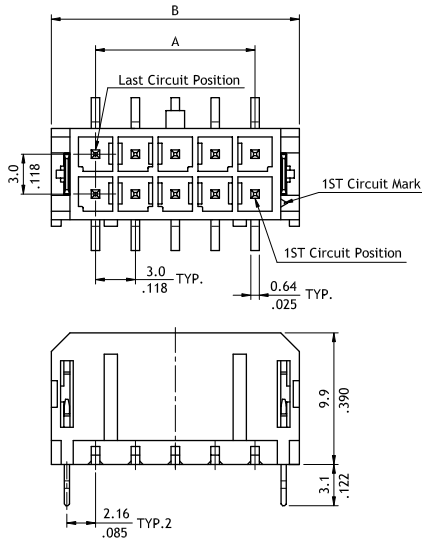 B
A
Last Circuit Position
3.0
.118
1ST Circuit Mark
1ST Circuit Position
3.0
.118 TYP.
0.64
.025 TYP.
9.9
.390
3.1
.122
2.16
.085 TYP.2